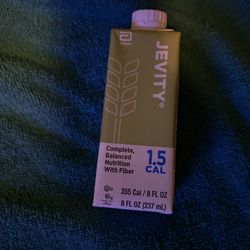 JEVITY®
1.5
CAL
Complete,
Balanced
Nutrition
With Fiber
355 Cal / 8 FL OZ
8 FL OZ (237 mL)